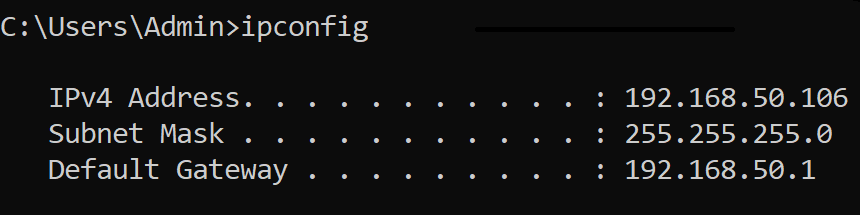 C:\Users\Admin>ipconfig
IPv4 Address. . . . . . . . . . . : 192.168.50.106
Subnet Mask . . . . . . . . . . . : 255.255.255.0
Default Gateway . . . . . . . . . : 192.168.50.1